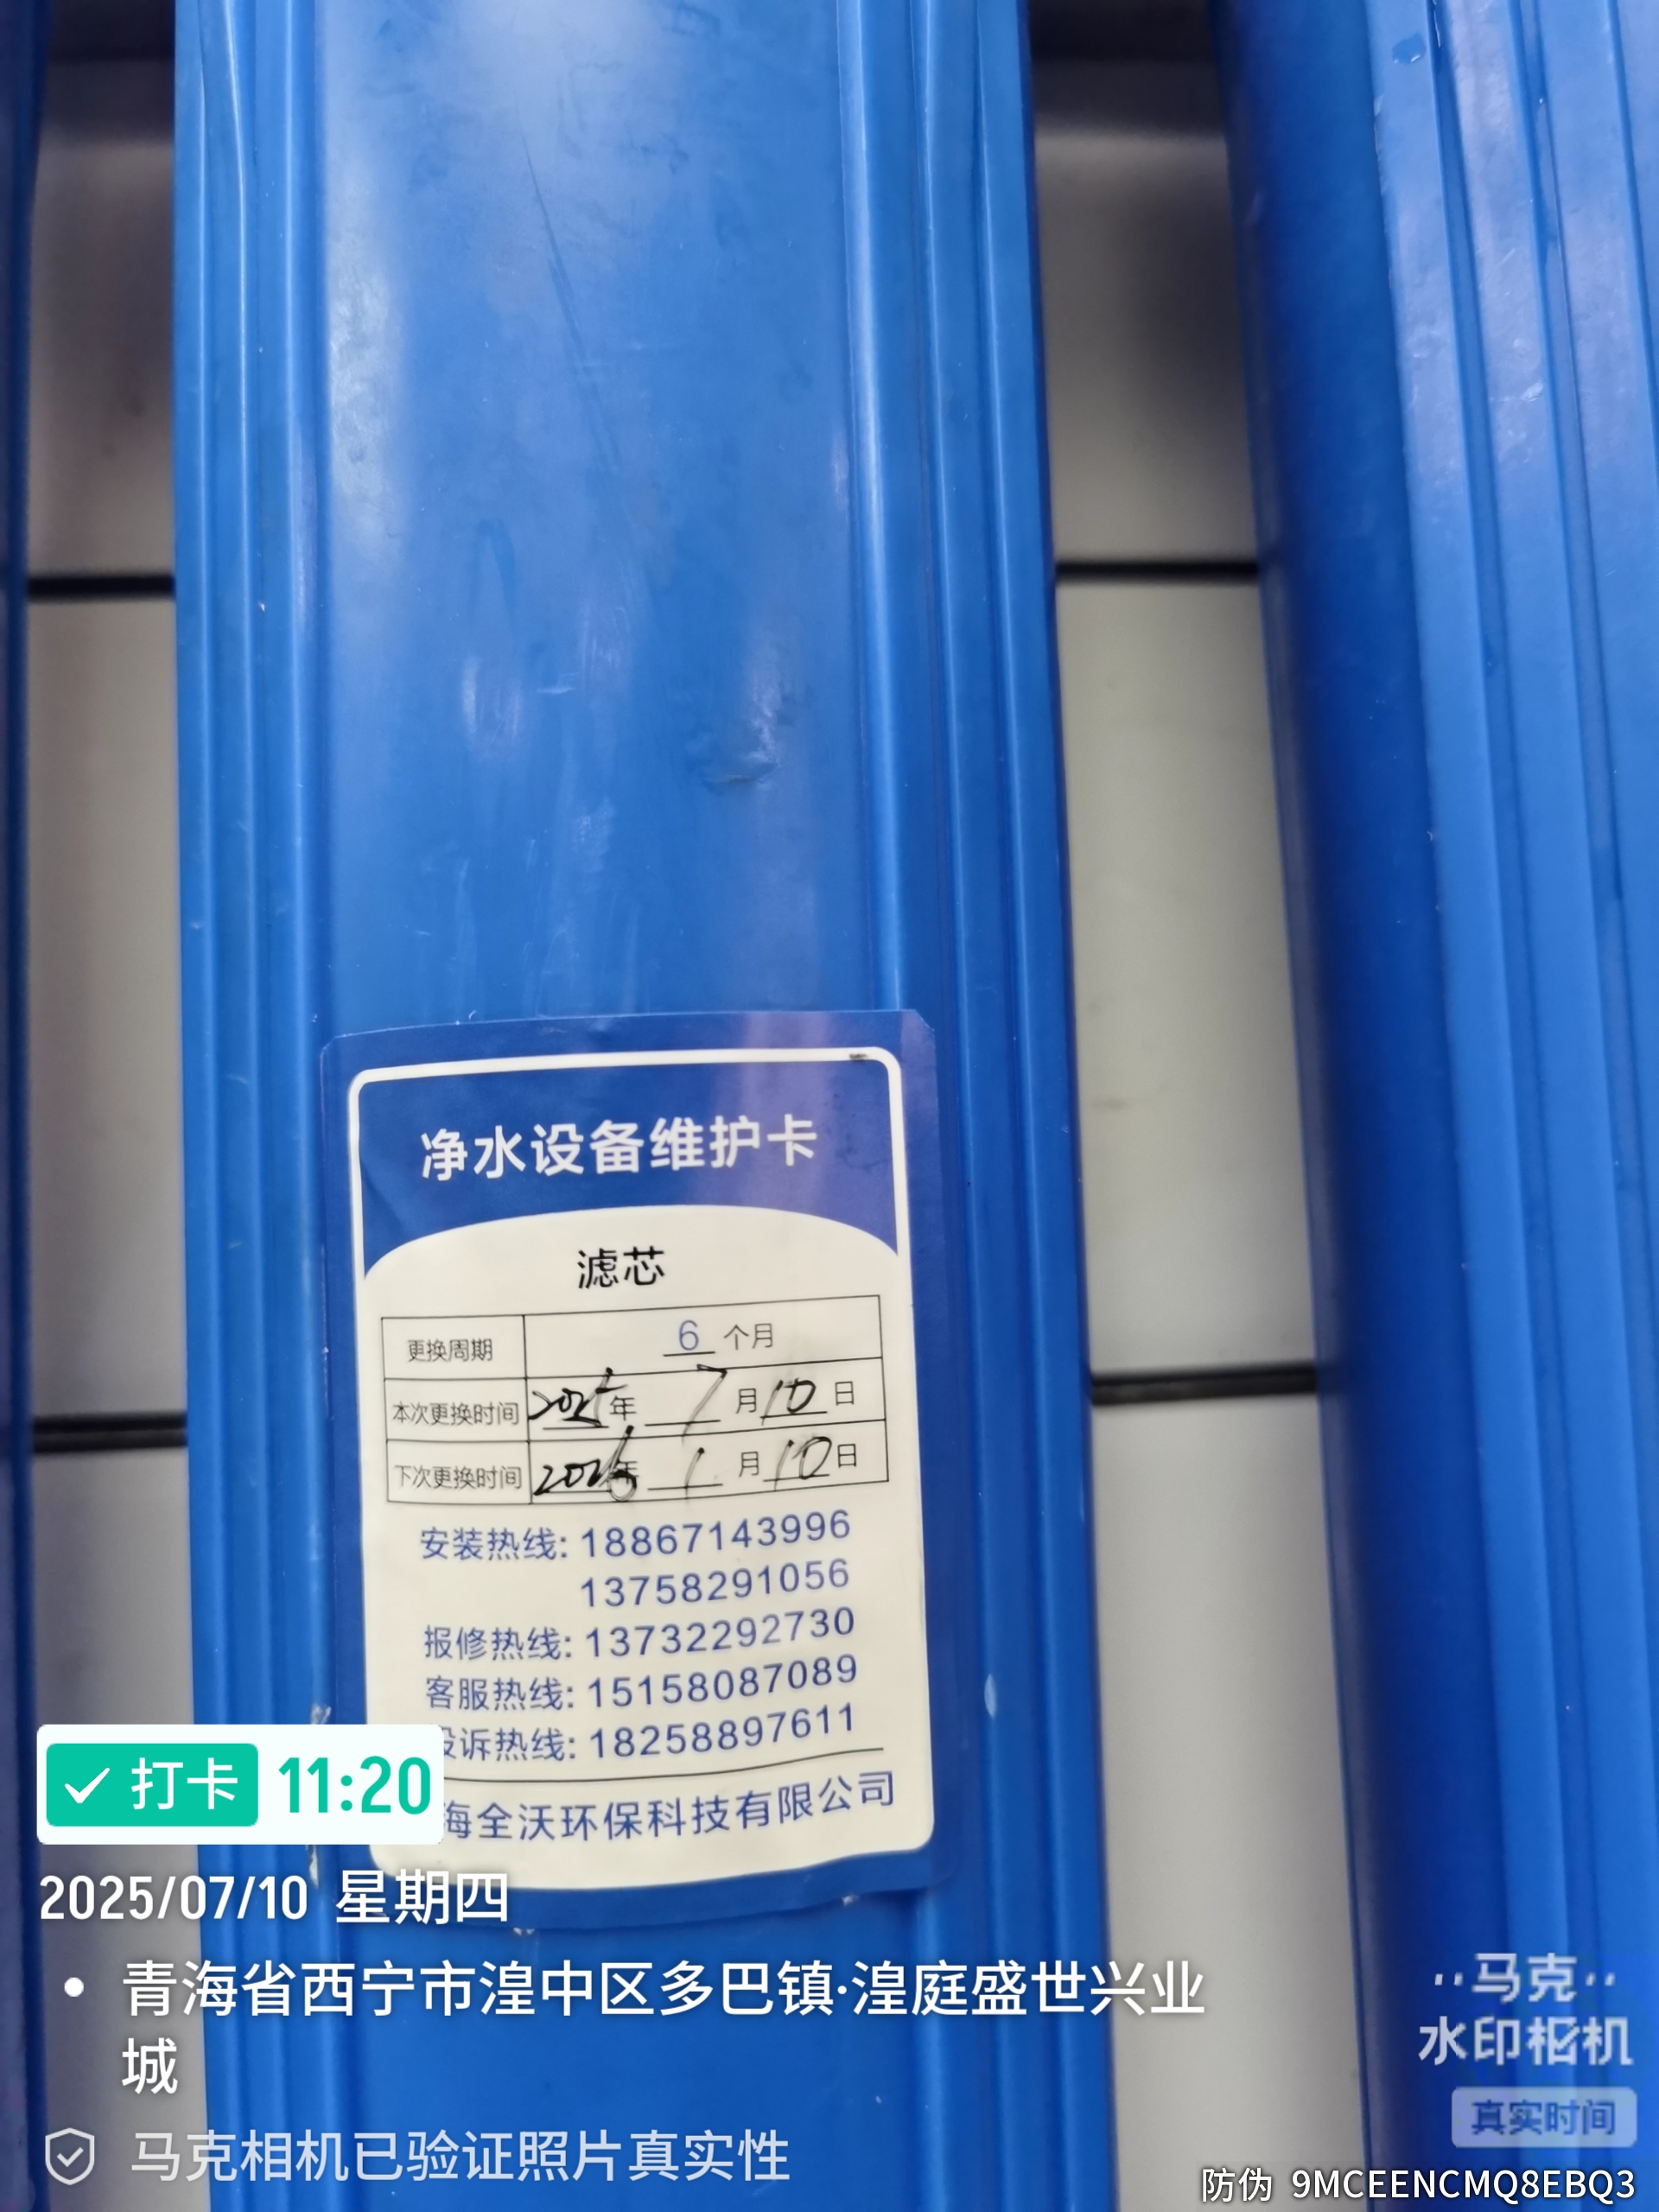 净水设备维护卡
滤芯
更换周期 6 个月
本次更换时间 2025年 7 月 10 日
下次更换时间 2026年 1 月 10 日
安装热线: 18867143996
13758291056
报修热线: 13732292730
客服热线: 15158087089
诉热线: 18258897611
海全沃环保科技有限公司
打卡 11:20
2025/07/10 星期四
青海省西宁市湟中区多巴镇·湟庭盛世兴业
城
马克相机已验证照片真实性
马克
水印相机
真实时间
防伪 9MCEENCMQ8EBQ3